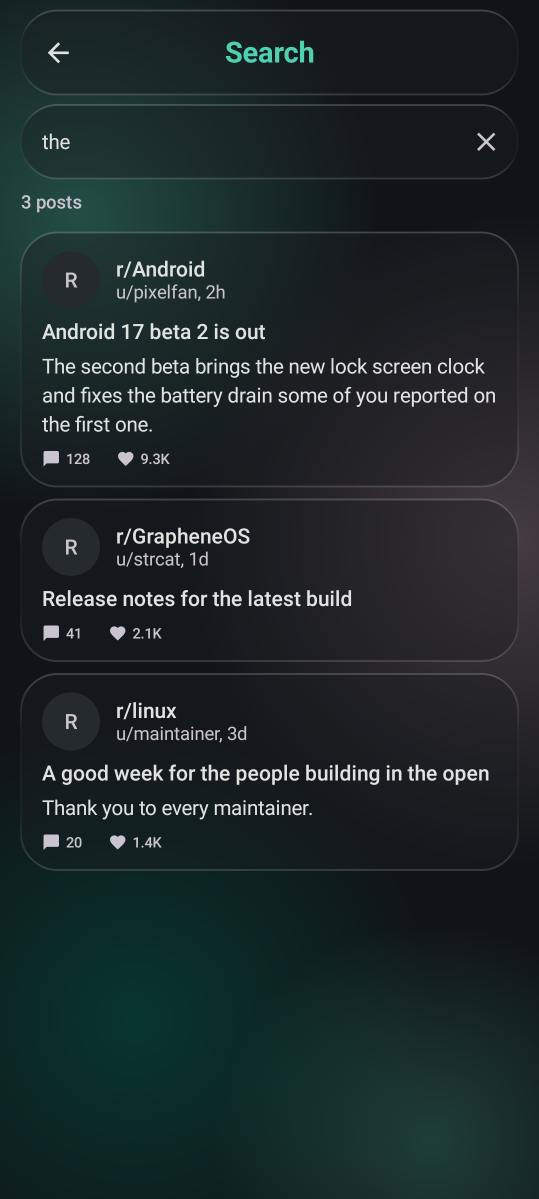 Search
the
3 posts
R
r/Android
u/pixelfan, 2h
Android 17 beta 2 is out
The second beta brings the new lock screen clock
and fixes the battery drain some of you reported on
the first one.
128 9.3K
R
r/GrapheneOS
u/strcat, 1d
Release notes for the latest build
41 2.1K
R
r/linux
u/maintainer, 3d
A good week for the people building in the open
Thank you to every maintainer.
20 1.4K